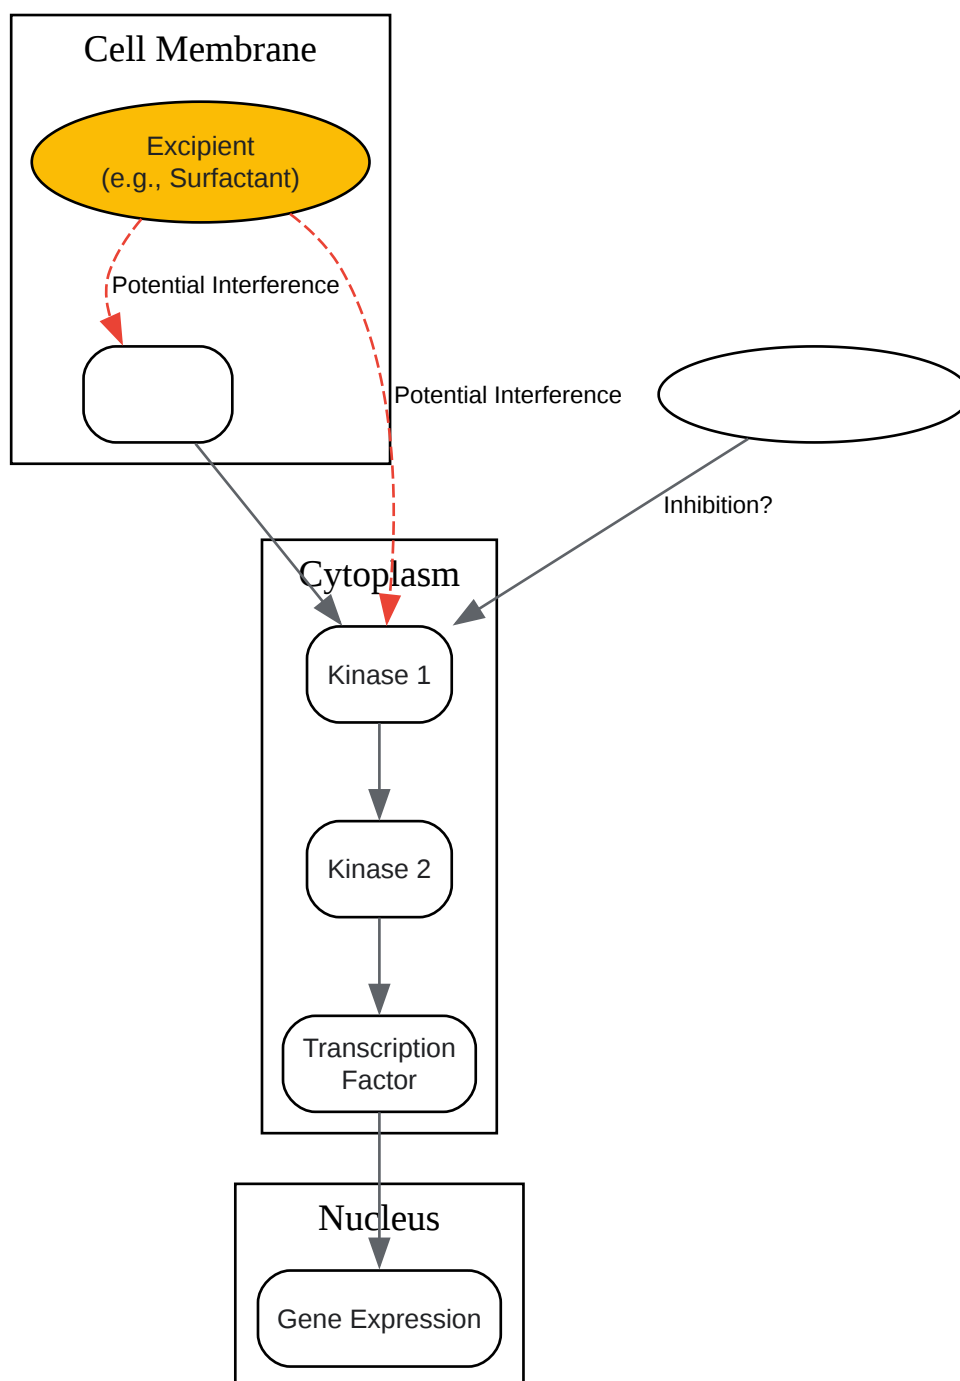 Cell Membrane
Excipient
(e.g., Surfactant)
Potential Interference
Potential Interference
Inhibition?
Cytoplasm
Kinase 1
Kinase 2
Transcription
Factor
Nucleus
Gene Expression